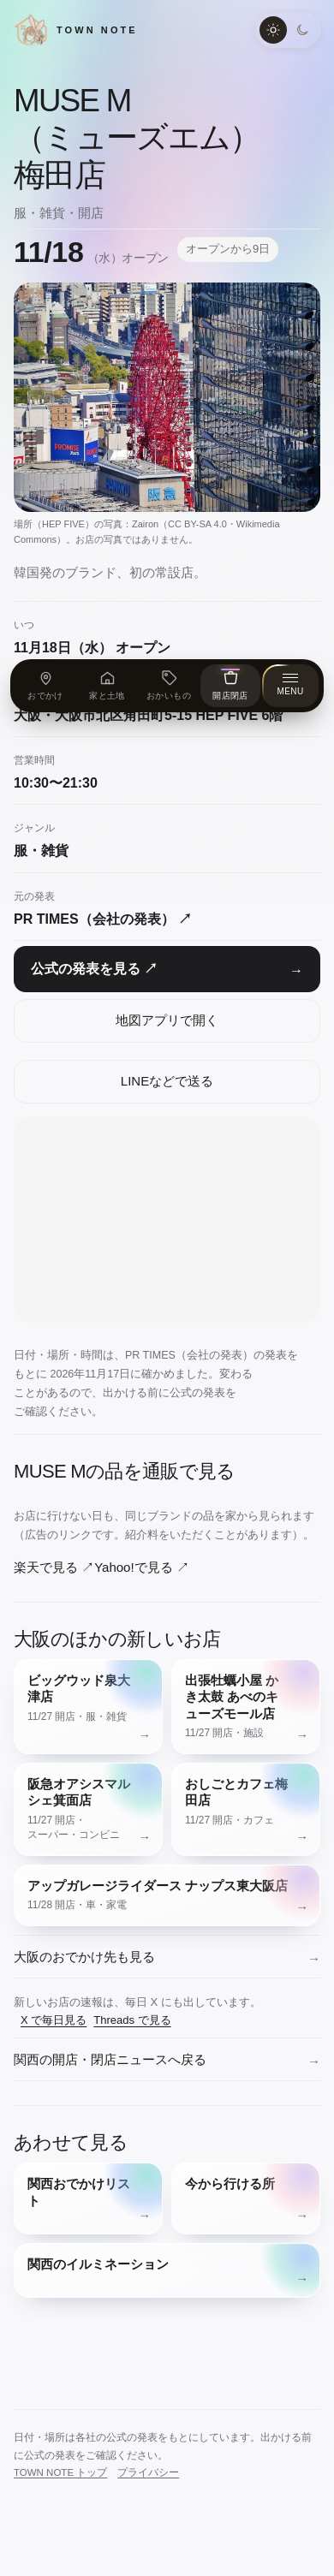 TOWN NOTE
MUSE M
（ミューズエム）
梅田店
服・雑貨・開店
11/18 （水）オープン オープンから9日
PROMISE
Aflac
阪急
場所（HEP FIVE）の写真：Zairon（CC BY-SA 4.0・Wikimedia
Commons）。お店の写真ではありません。
韓国発のブランド、初の常設店。
いつ
11月18日（水） オープン
おでかけ
家と土地
おかいもの
開店閉店
MENU
大阪・大阪市北区角田町5-15 HEP FIVE 6階
営業時間
10:30〜21:30
ジャンル
服・雑貨
元の発表
PR TIMES（会社の発表） ↗
公式の発表を見る ↗ →
地図アプリで開く
LINEなどで送る
日付・場所・時間は、PR TIMES（会社の発表）の発表を
もとに 2026年11月17日に確かめました。変わる
ことがあるので、出かける前に公式の発表を
ご確認ください。
MUSE Mの品を通販で見る
お店に行けない日も、同じブランドの品を家から見られます
（広告のリンクです。紹介料をいただくことがあります）。
楽天で見る ↗Yahoo!で見る ↗
大阪のほかの新しいお店
ビッグウッド泉大
津店
11/27 開店・服・雑貨
→
出張牡蠣小屋 か
き太鼓 あべのキ
ューズモール店
11/27 開店・施設
→
阪急オアシスマル
シェ箕面店
11/27 開店・
スーパー・コンビニ
→
おしごとカフェ梅
田店
11/27 開店・カフェ
→
アップガレージライダース ナップス東大阪店
11/28 開店・車・家電
→
大阪のおでかけ先も見る →
新しいお店の速報は、毎日 X にも出しています。
X で毎日見る Threads で見る
関西の開店・閉店ニュースへ戻る →
あわせて見る
関西おでかけリス
ト
→
今から行ける所
→
関西のイルミネーション
→
日付・場所は各社の公式の発表をもとにしています。出かける前
に公式の発表をご確認ください。
TOWN NOTE トップ プライバシー